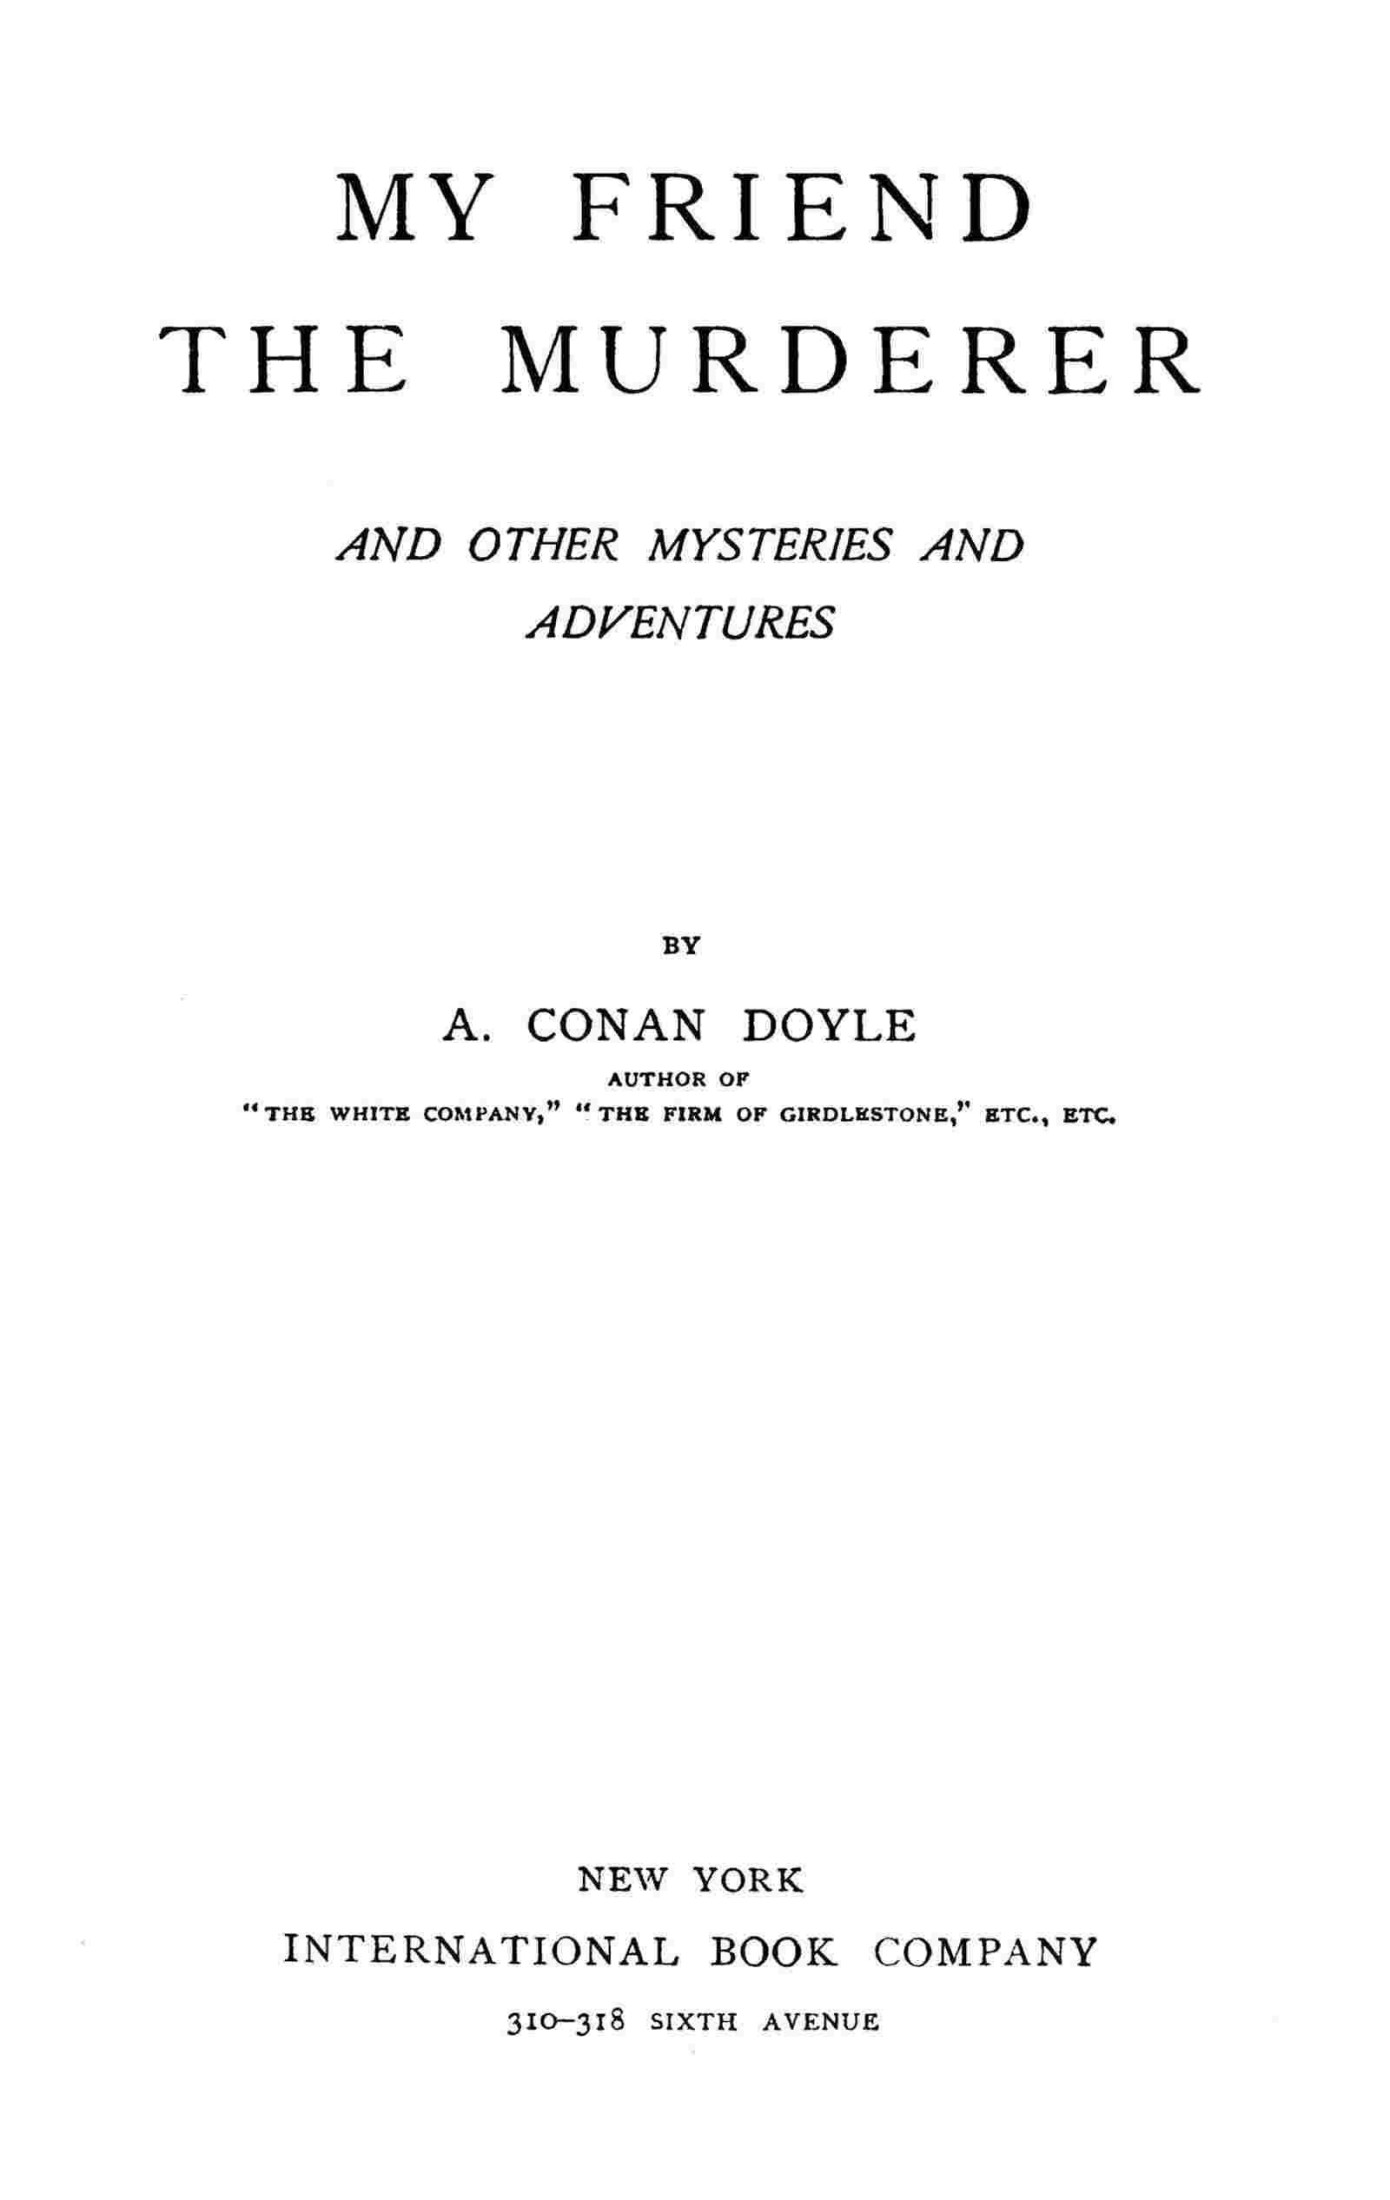 MY FRIEND
THE MURDERER
AND OTHER MYSTERIES AND
ADVENTURES
BY
A. CONAN DOYLE
AUTHOR OF
“THE WHITE COMPANY,” “THE FIRM OF GIRDLESTONE,” ETC., ETC.
NEW YORK
INTERNATIONAL BOOK COMPANY
310–318 SIXTH AVENUE